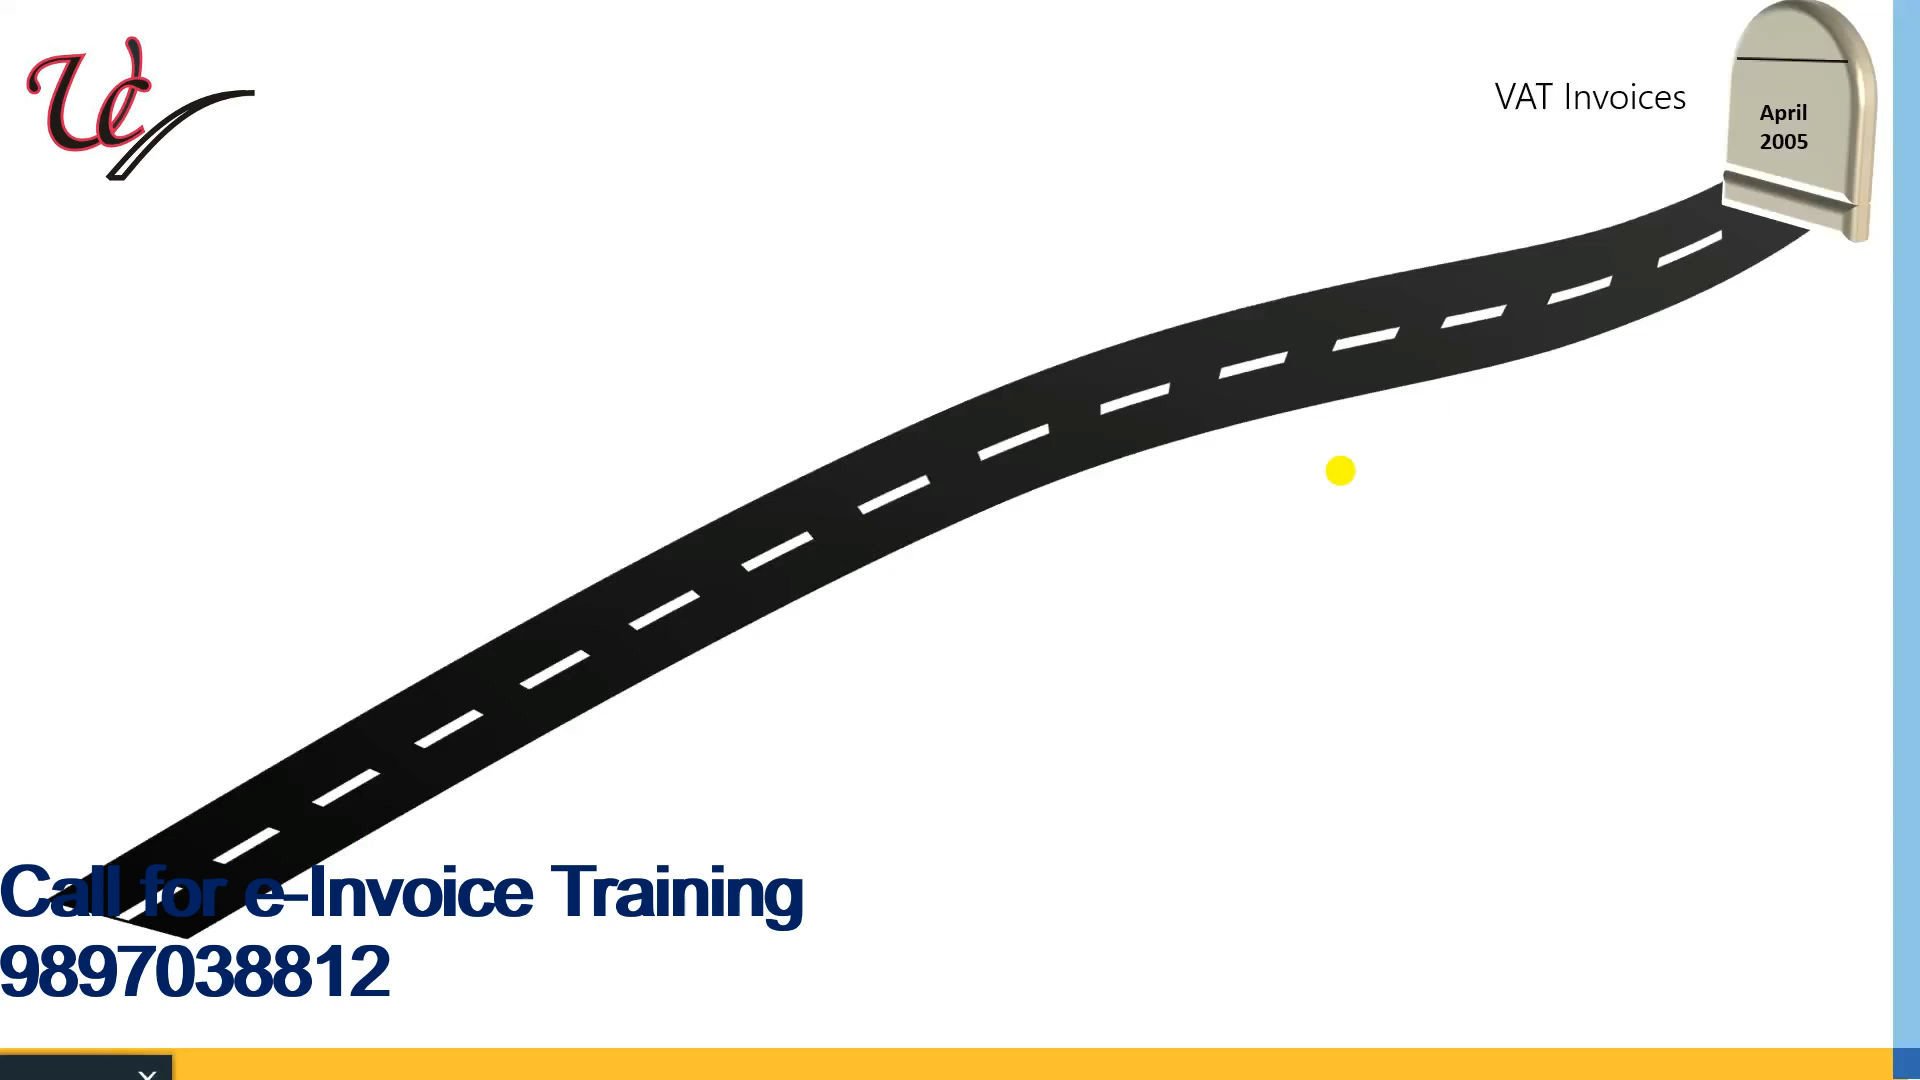 VAT Invoices
April
2005
Call for e-Invoice Training
9897038812